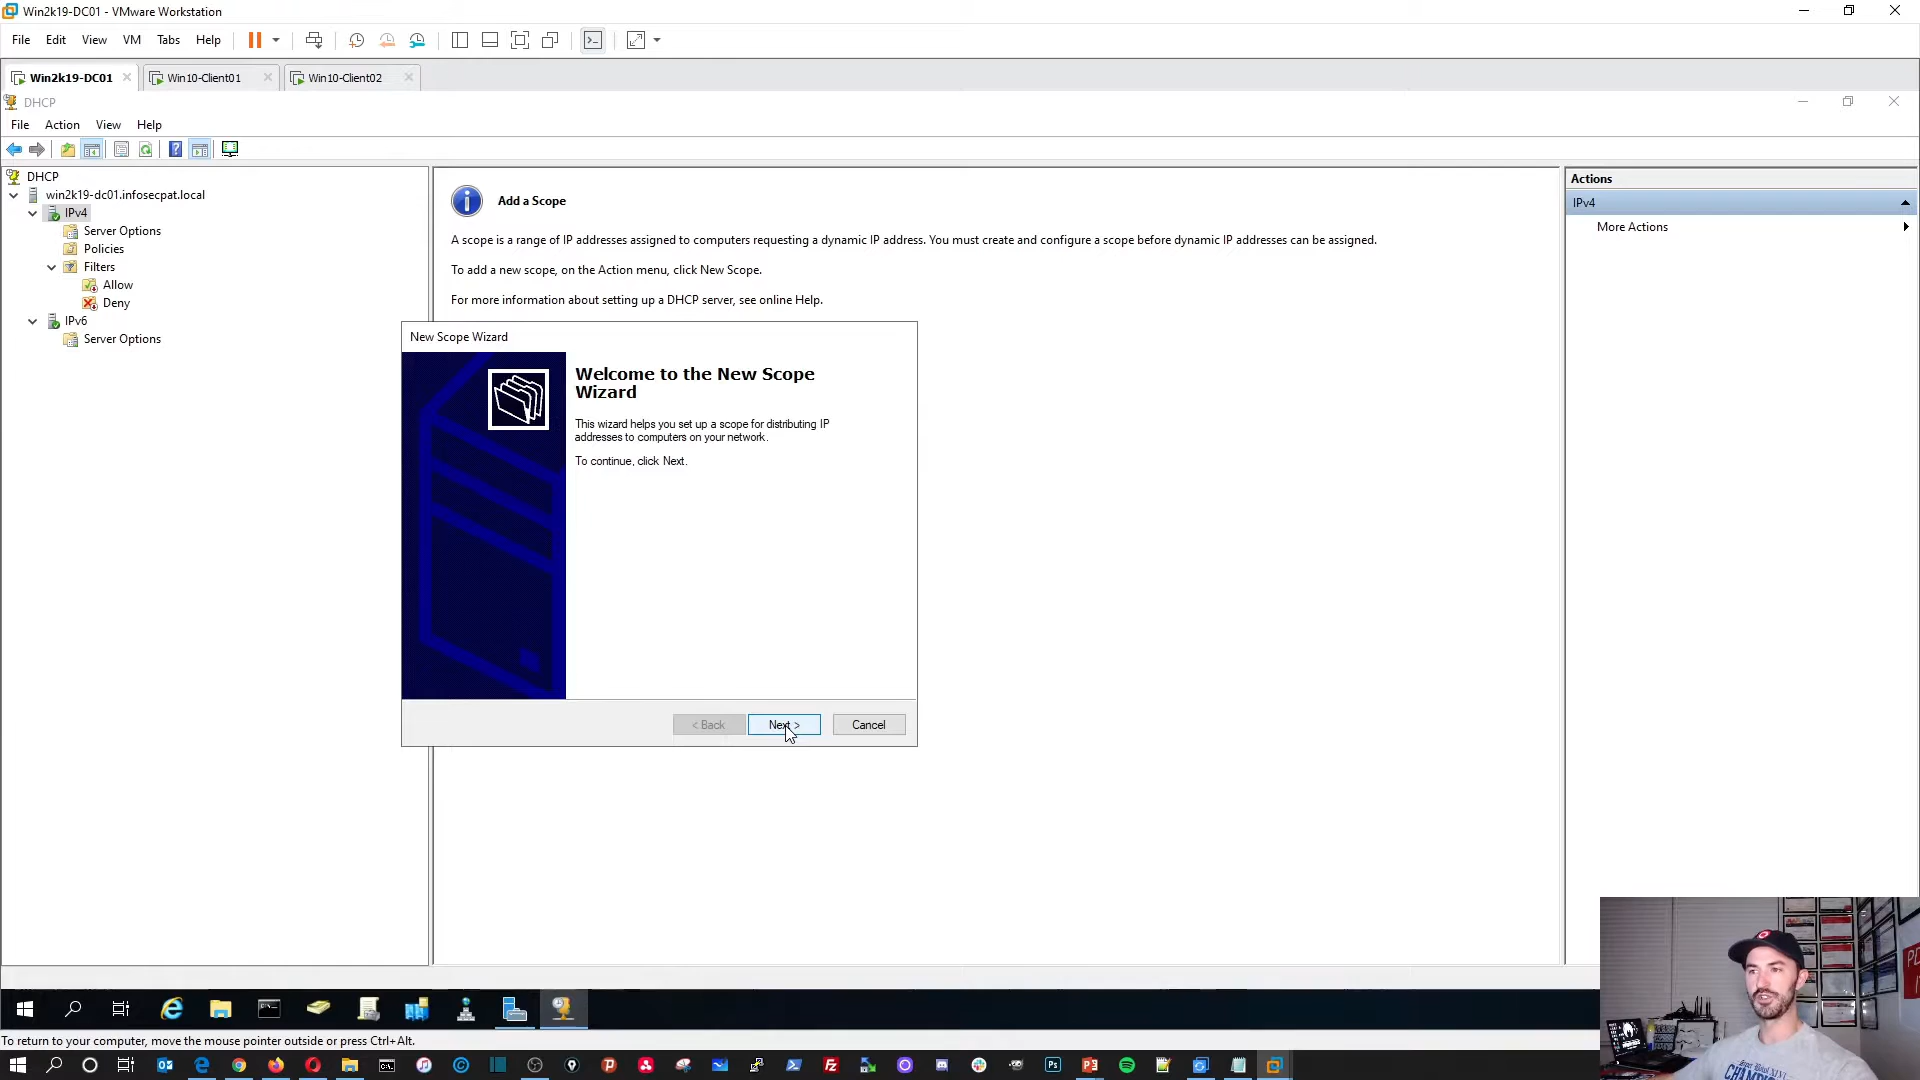 Win2k19-DC01 - VMware Workstation
File Edit View VM Tabs Help
Win2k19-DC01 Win10-Client01 Win10-Client02
DHCP
File Action View Help
DHCP
win2k19-dc01.infosecpat.local
IPv4
Server Options
Policies
Filters
Allow
Deny
IPv6
Server Options
Add a Scope
A scope is a range of IP addresses assigned to computers requesting a dynamic IP address. You must create and configure a scope before dynamic IP addresses can be assigned.
To add a new scope, on the Action menu, click New Scope.
For more information about setting up a DHCP server, see online Help.
Actions
IPv4
More Actions
New Scope Wizard
Welcome to the New Scope
Wizard
This wizard helps you set up a scope for distributing IP
addresses to computers on your network.
To continue, click Next.
< Back Next > Cancel
To return to your computer, move the mouse pointer outside or press Ctrl+Alt.